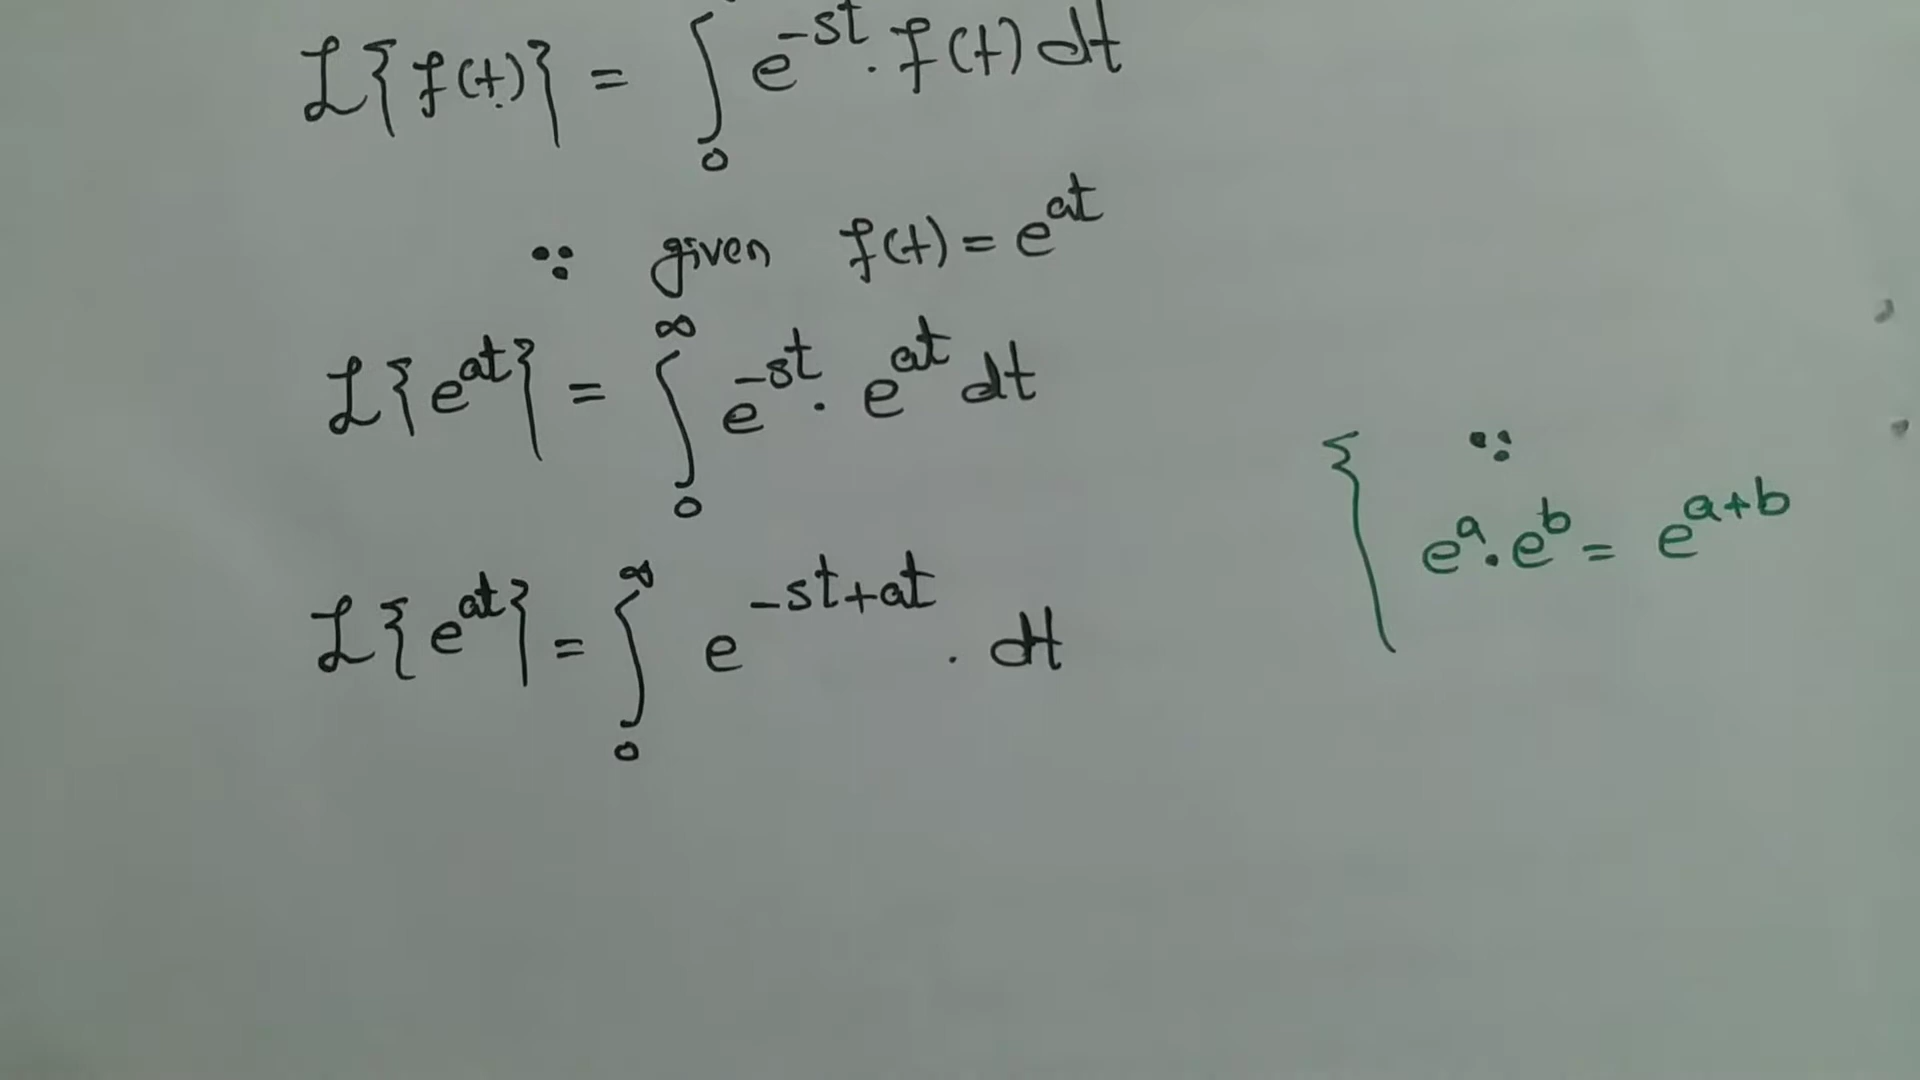 ℒ{f(t)} = ∫₀ e^{-st} · f(t) dt
∵ given f(t) = e^{at}
ℒ{e^{at}} = ∫₀^∞ e^{-st} · e^{at} dt
ℒ{e^{at}} = ∫₀^∞ e^{-st+at} · dt
{ ∵
e^a · e^b = e^{a+b}